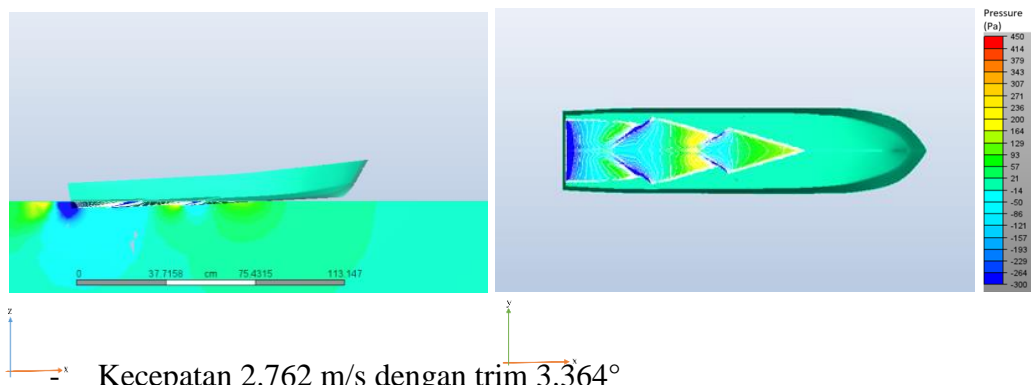 Pressure
(Pa)
450
414
379
343
307
271
236
200
164
129
93
57
21
-14
-50
-86
-121
-157
-193
-229
-264
-300
0 37.7158 cm 75.4315 113.147
z
x
y
x
- Kecepatan 2.762 m/s dengan trim 3.364°